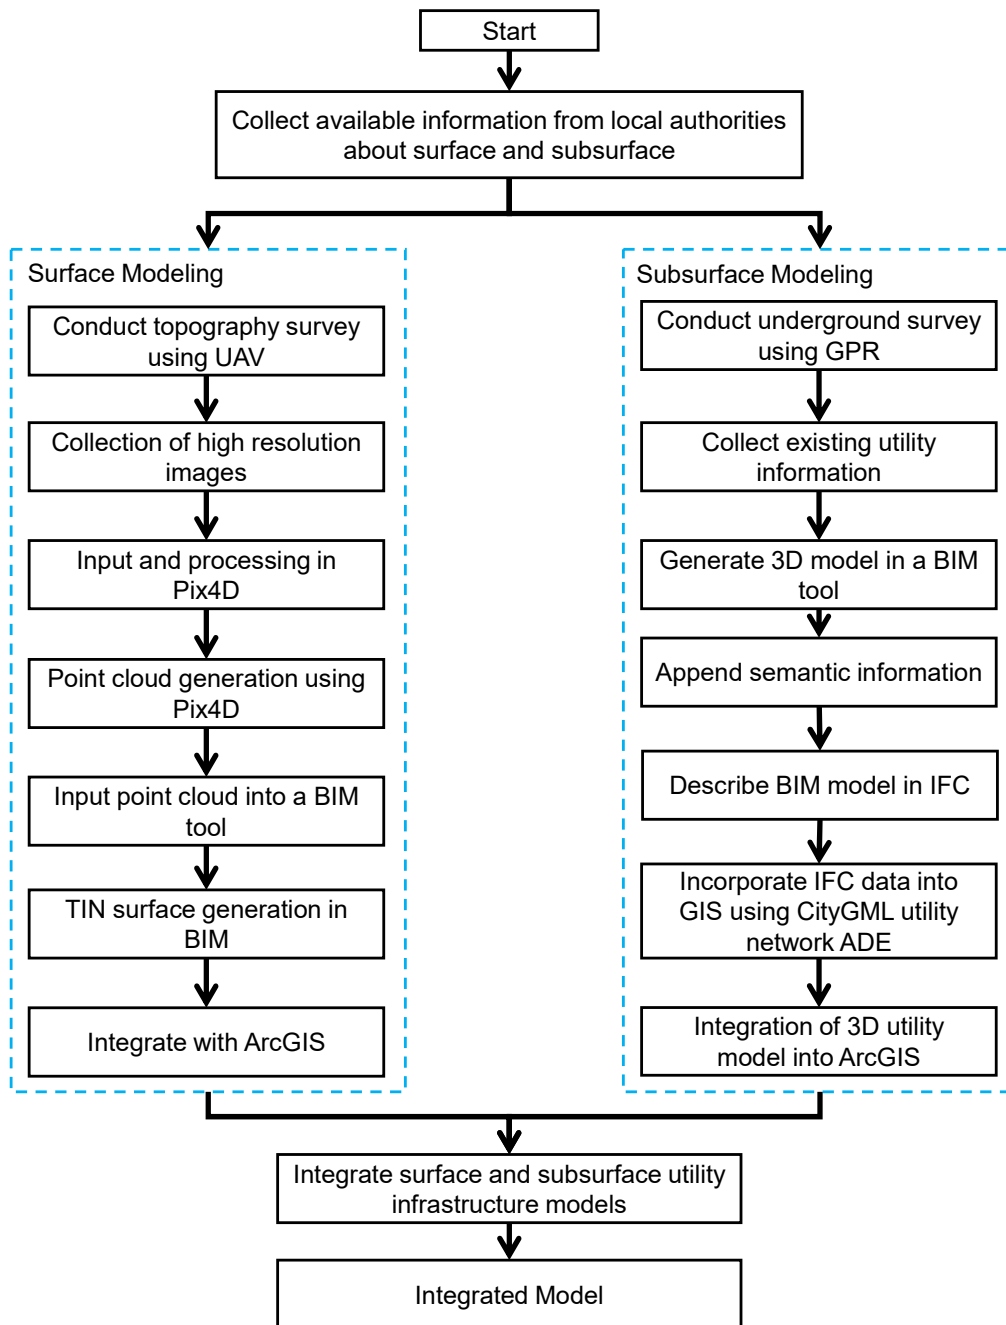 Start
Collect available information from local authorities
about surface and subsurface
Surface Modeling
Conduct topography survey
using UAV
Collection of high resolution
images
Input and processing in
Pix4D
Point cloud generation using
Pix4D
Input point cloud into a BIM
tool
TIN surface generation in
BIM
Integrate with ArcGIS
Subsurface Modeling
Conduct underground survey
using GPR
Collect existing utility
information
Generate 3D model in a BIM
tool
Append semantic information
Describe BIM model in IFC
Incorporate IFC data into
GIS using CityGML utility
network ADE
Integration of 3D utility
model into ArcGIS
Integrate surface and subsurface utility
infrastructure models
Integrated Model